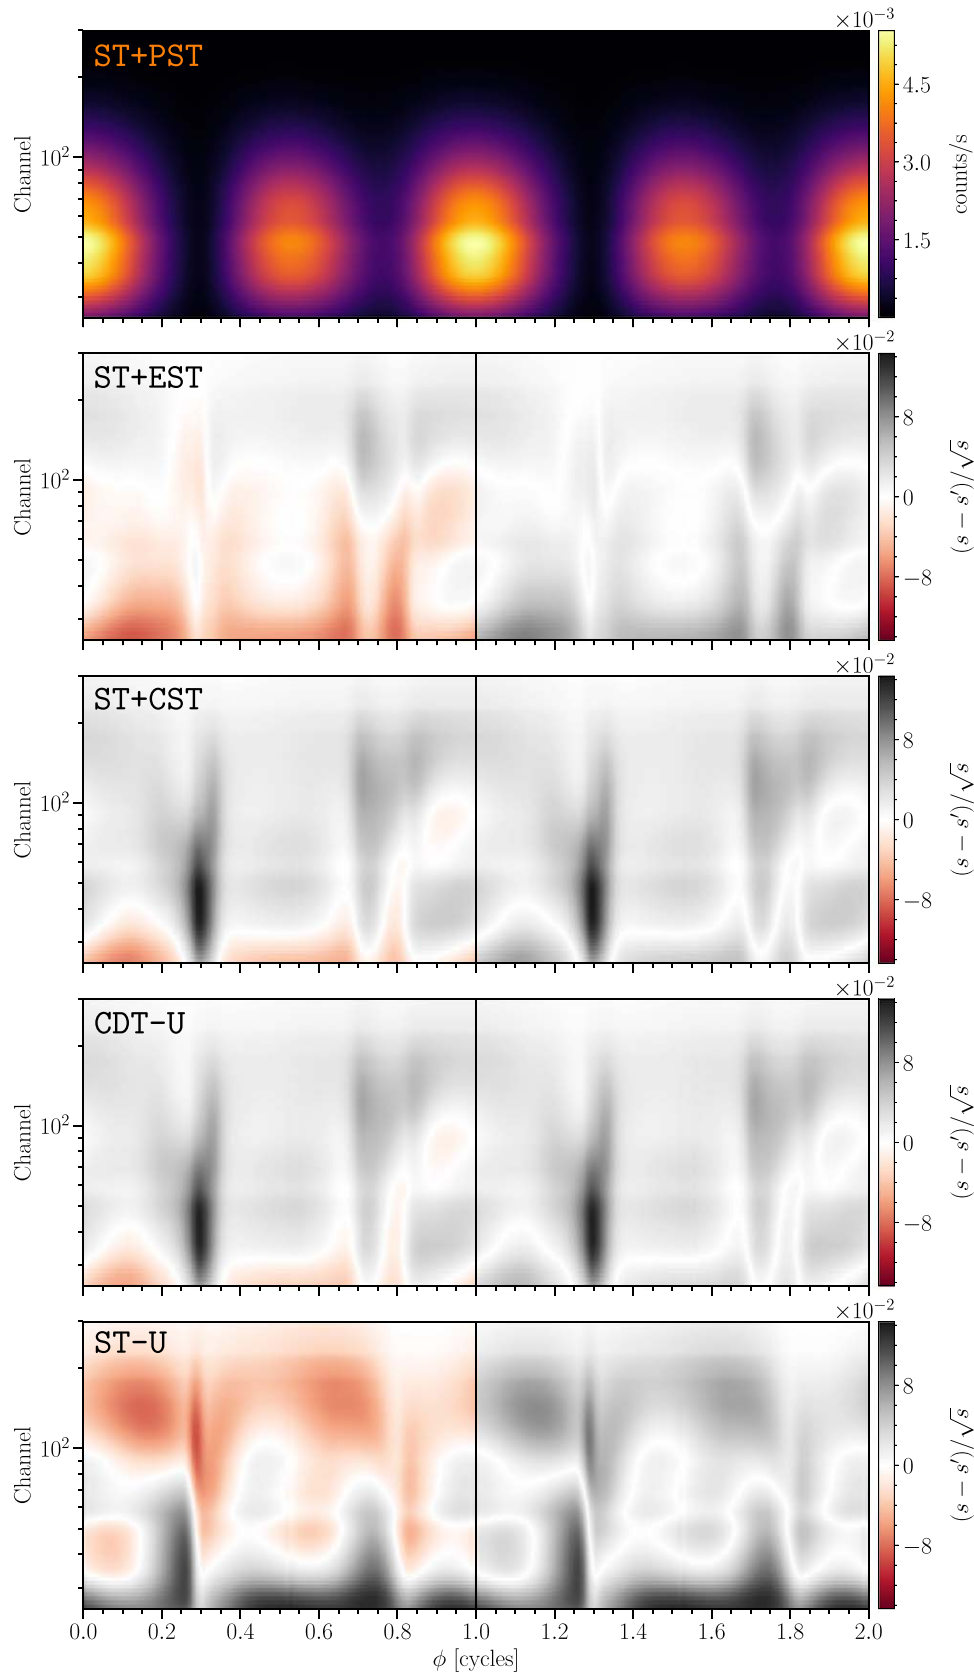 ×10⁻³
ST+PST
Channel
10²
4.5
3.0
1.5
counts/s
×10⁻²
ST+EST
Channel
10²
8
0
−8
(s − s′)/√s
×10⁻²
ST+CST
Channel
10²
8
0
−8
(s − s′)/√s
×10⁻²
CDT-U
Channel
10²
8
0
−8
(s − s′)/√s
×10⁻²
ST-U
Channel
10²
8
0
−8
(s − s′)/√s
0.0 0.2 0.4 0.6 0.8 1.0 1.2 1.4 1.6 1.8 2.0
ϕ [cycles]